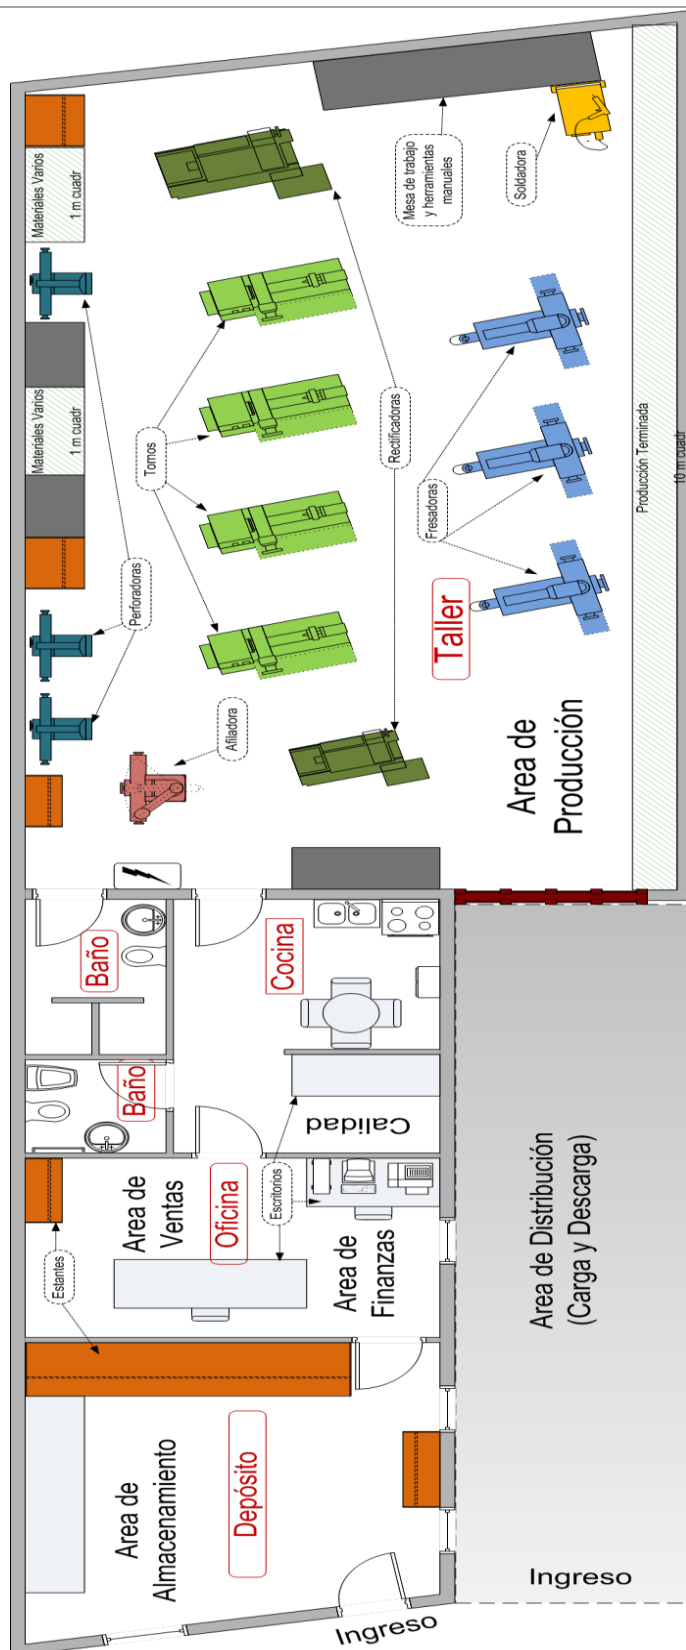 Materiales Varios
1 m cuadr
Mesa de trabajo
y herramientas
manuales
Soldadora
Materiales Varios
1 m cuadr
Tornos
Rectificadoras
Fresadoras
Producción Terminada
10 m cuadr
Perforadoras
Taller
Afiladora
Area de
Producción
Baño
Cocina
Baño
Calidad
Area de
Ventas
Oficina
Escritorios
Estantes
Area de
Finanzas
Area de Distribución
(Carga y Descarga)
Area de
Almacenamiento
Depósito
Ingreso
Ingreso